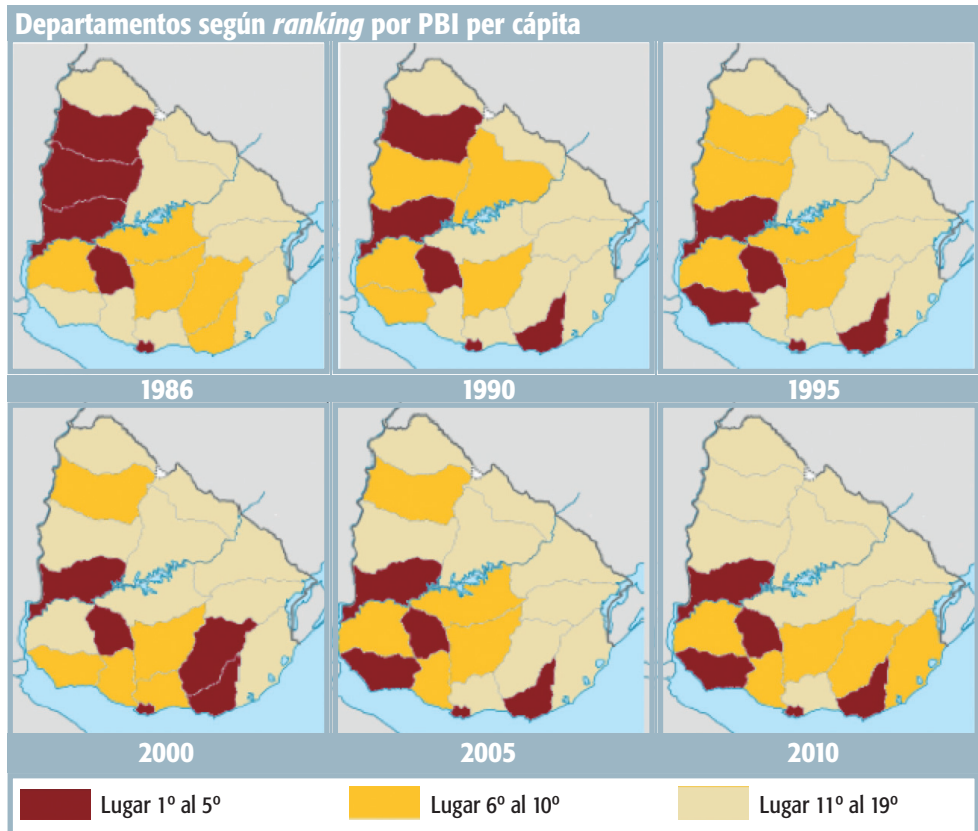 Departamentos según ranking por PBI per cápita
1986
1990
1995
2000
2005
2010
Lugar 1º al 5º
Lugar 6º al 10º
Lugar 11º al 19º